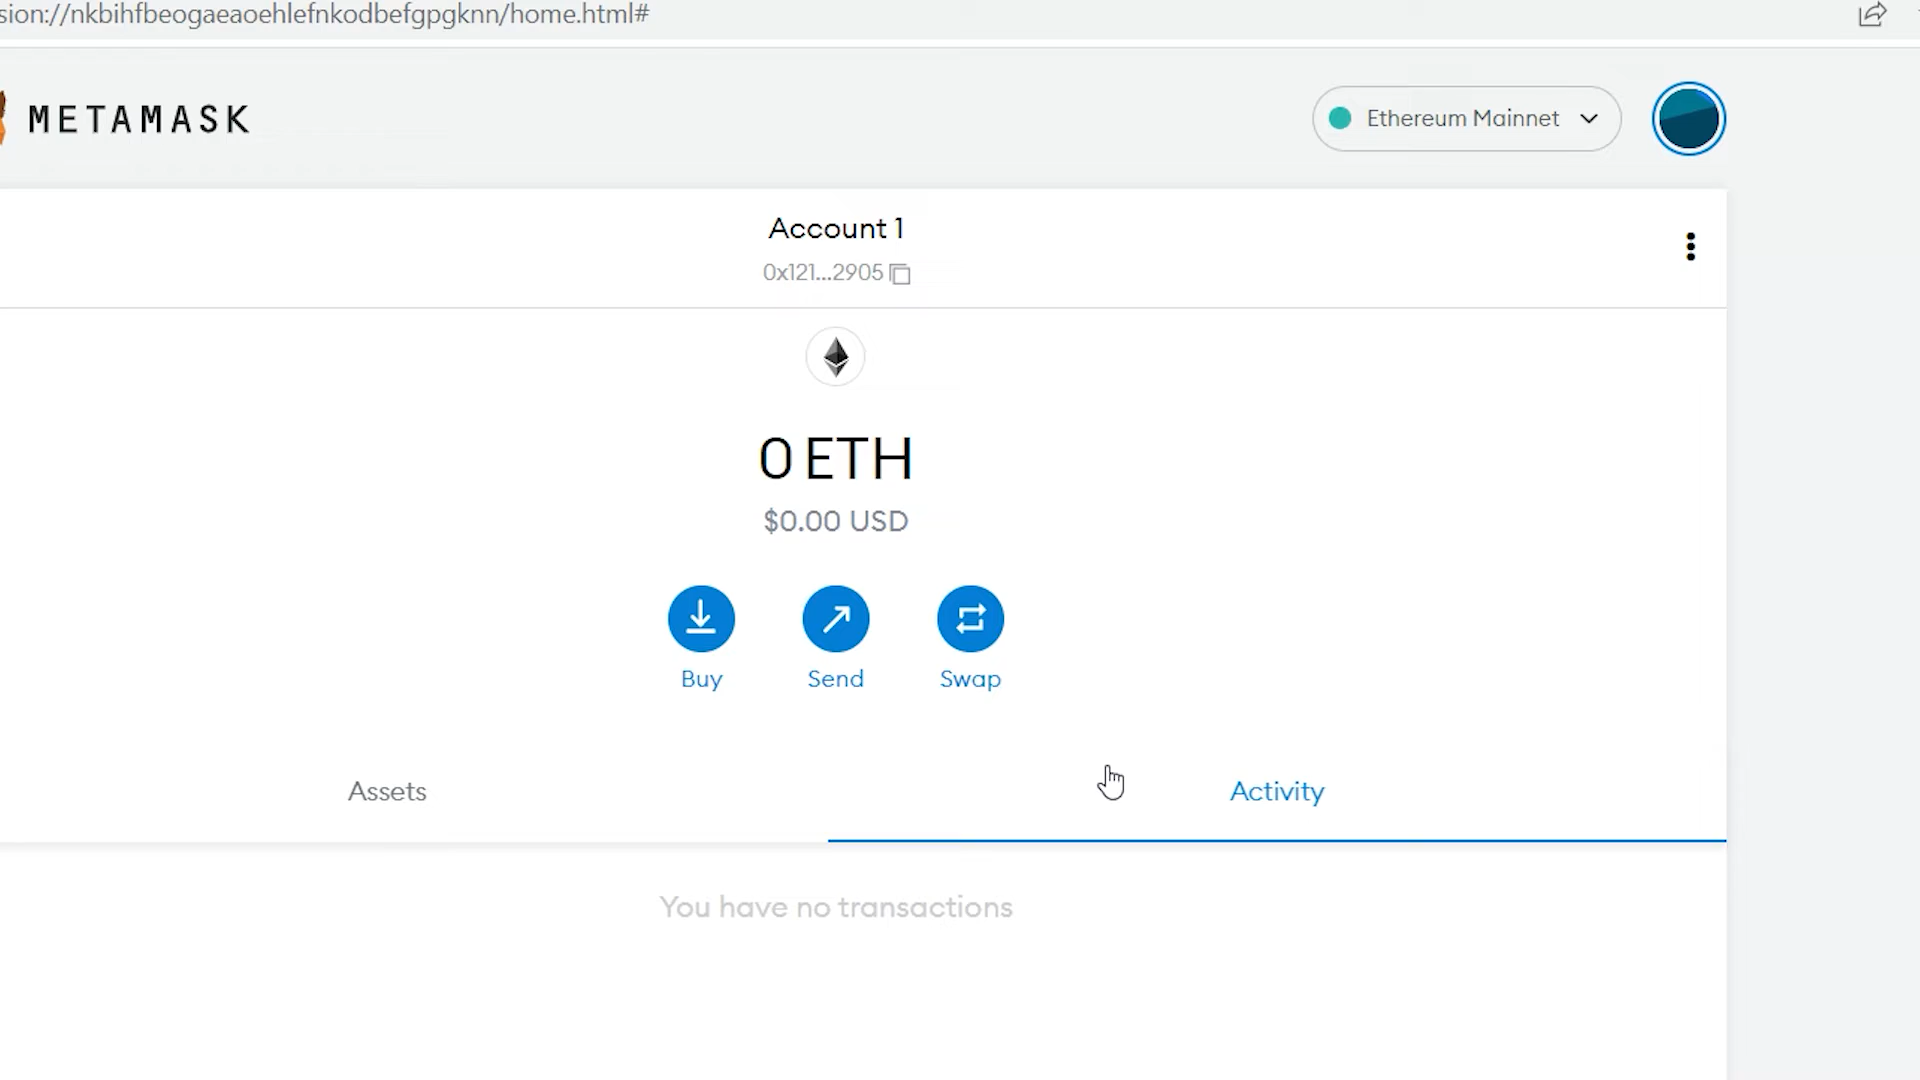 sion://nkbihfbeogaeaoehlefnkodbefgpgknn/home.html#
METAMASK
Ethereum Mainnet
Account 1
0x121...2905
0 ETH
$0.00 USD
Buy Send Swap
Assets Activity
You have no transactions